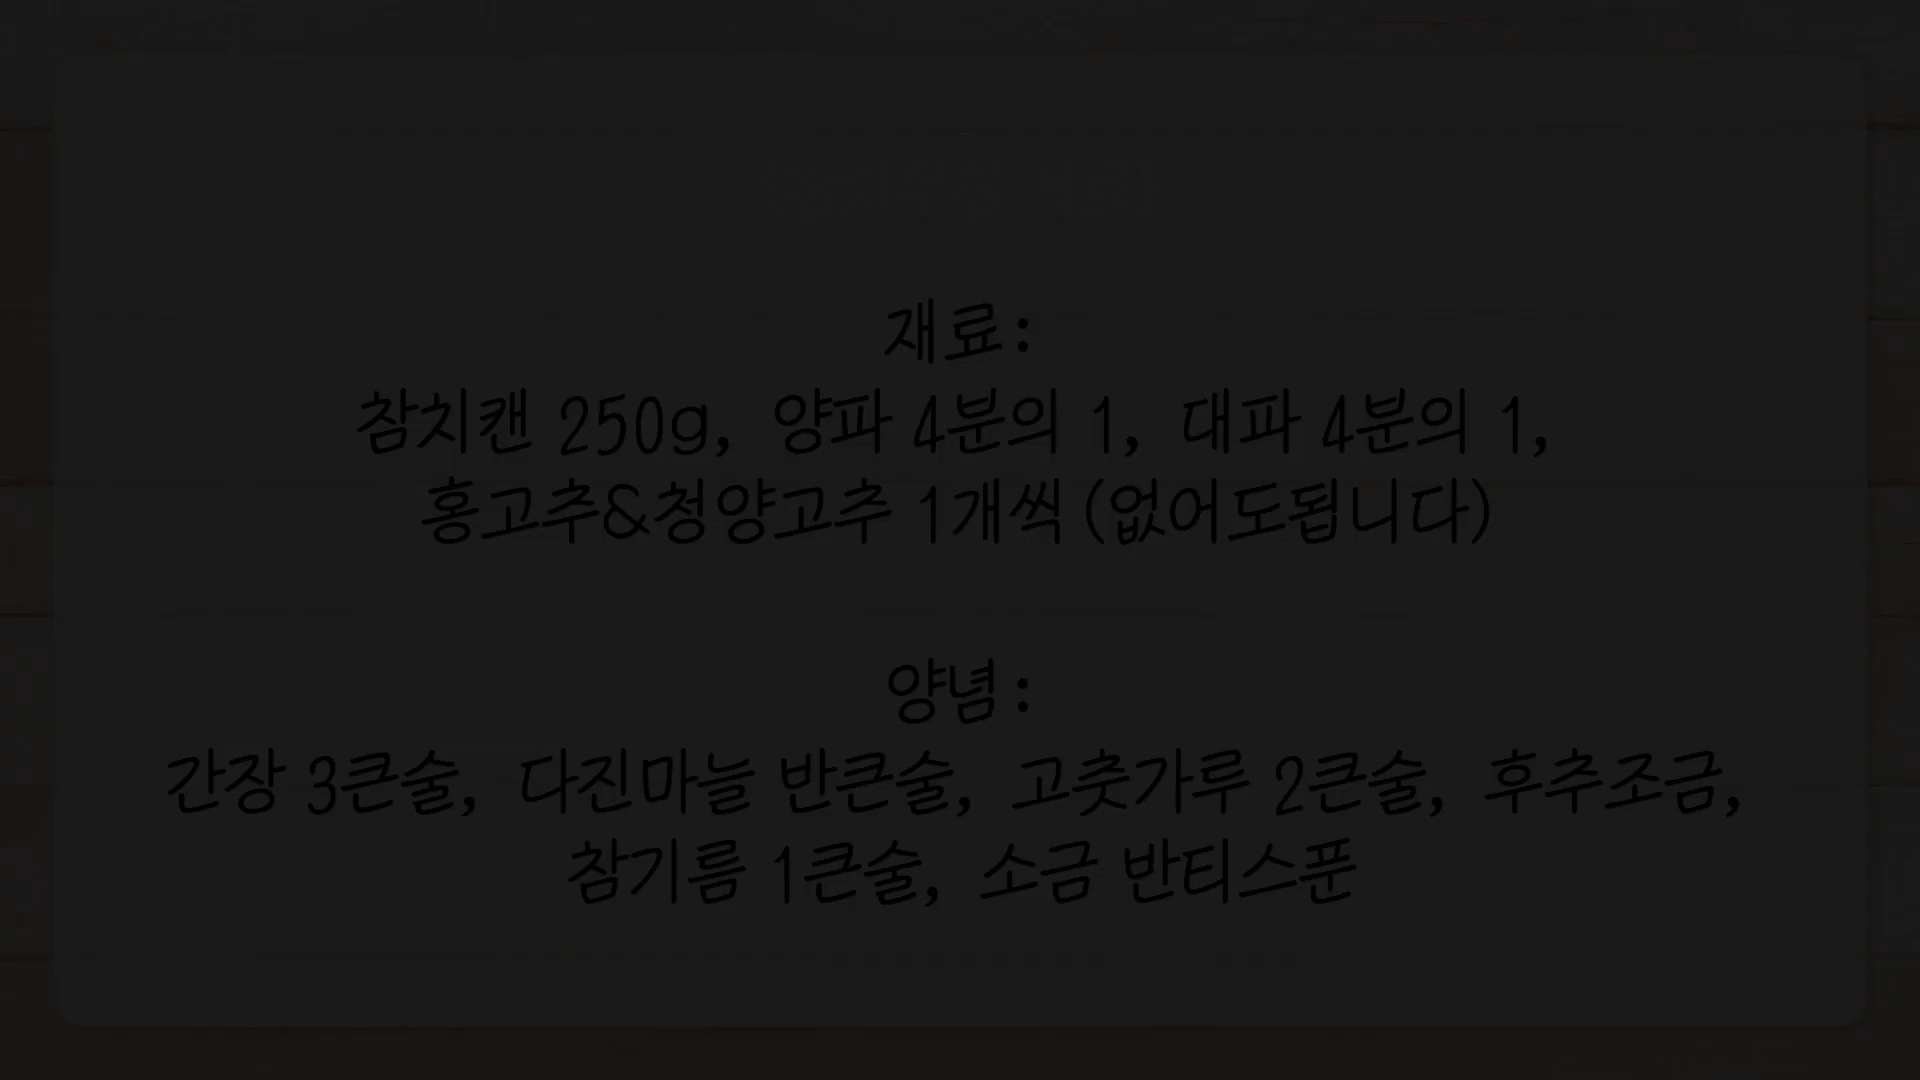 재료:
참치캔 250g, 양파 4분의 1, 대파 4분의 1,
홍고추&청양고추 1개씩 (없어도됩니다)
양념:
간장 3큰술, 다진마늘 반큰술, 고춧가루 2큰술, 후추조금,
참기름 1큰술, 소금 반티스푼